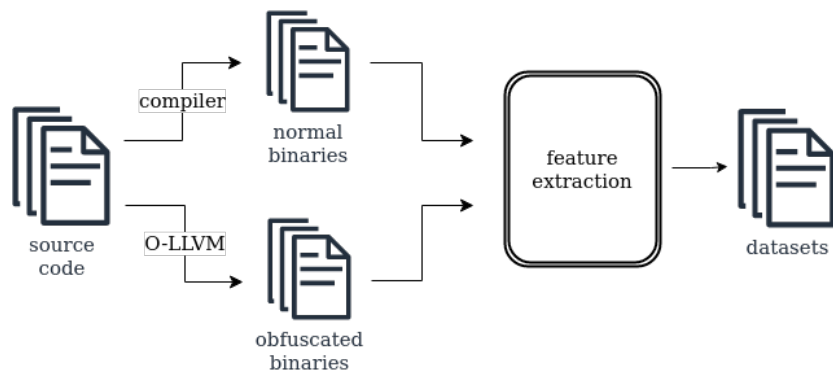 compiler
normal
binaries
source
code
O-LLVM
obfuscated
binaries
feature
extraction
datasets